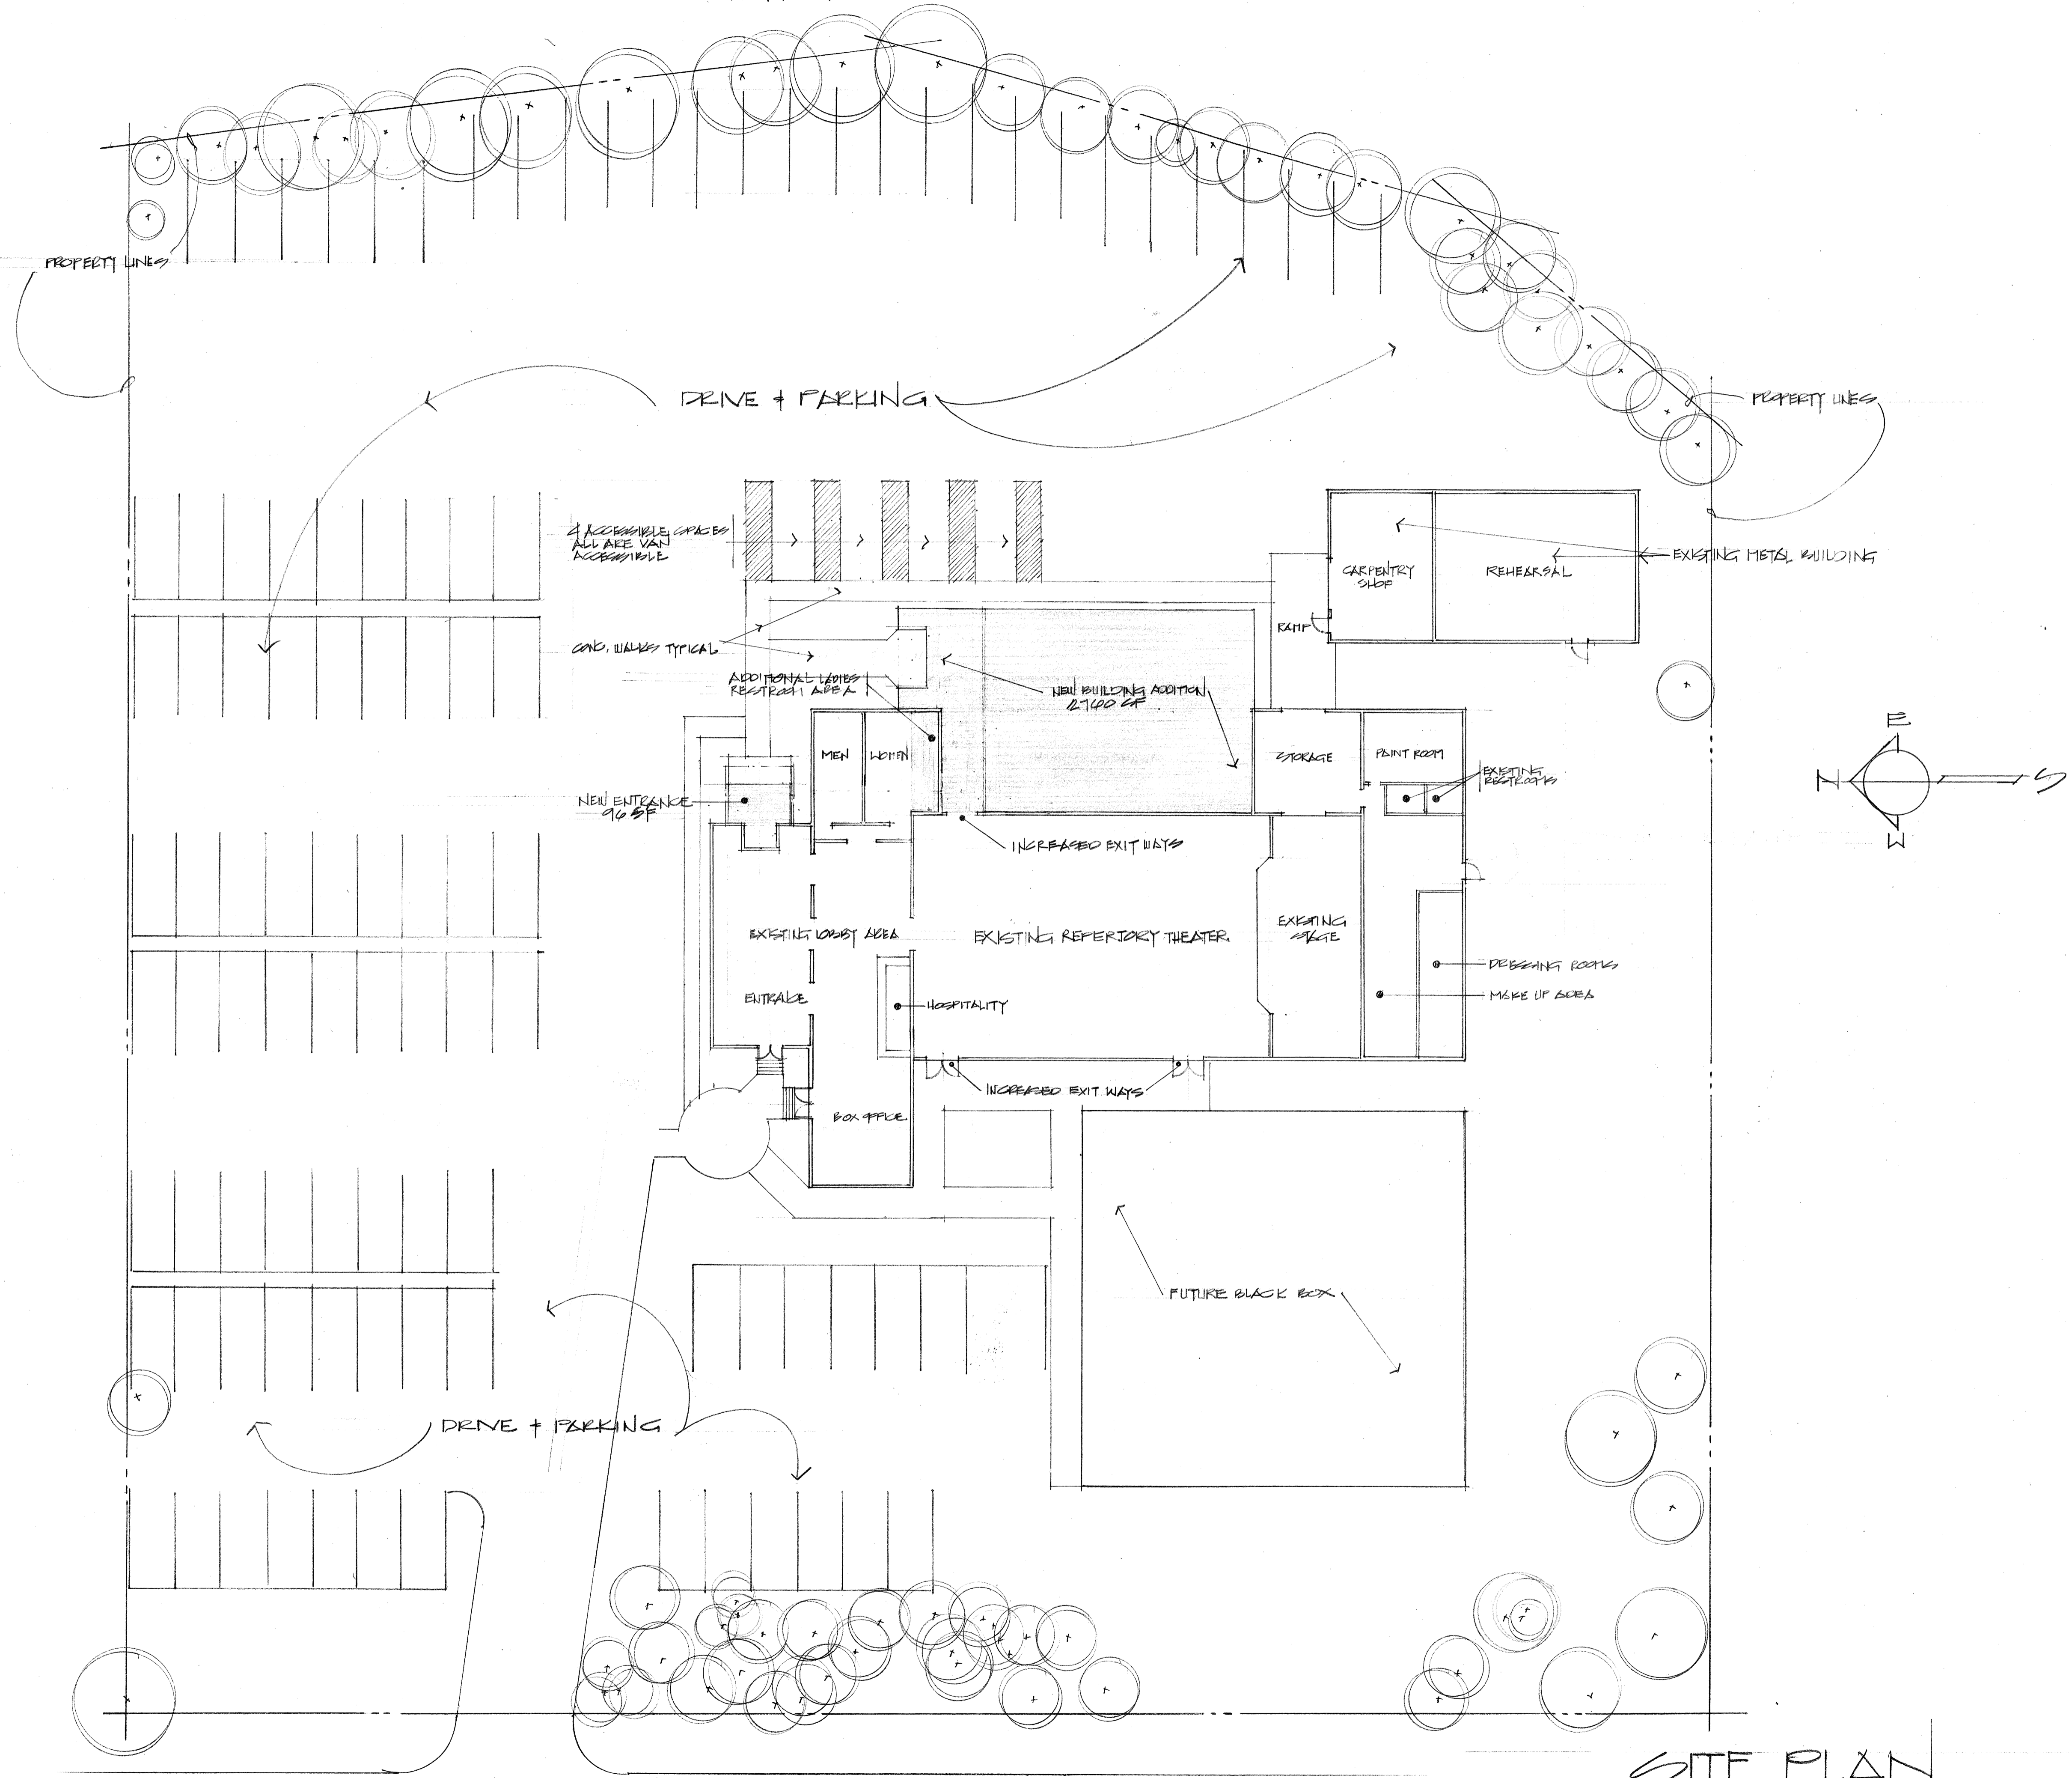 PROPERTY LINES
DRIVE + PARKING
PROPERTY LINES
4 ACCESSIBLE SPACES
ALL ARE VAN
ACCESSIBLE
CARPENTRY
SHOP
REHEARSAL
EXISTING METAL BUILDING
RAMP
CONC. WALKS TYPICAL
ADDITIONAL LADIES
RESTROOM AREA
NEW BUILDING ADDITION
2760 SF
MEN
WOMEN
STORAGE
PAINT ROOM
EXISTING
RESTROOMS
E
N
S
W
NEW ENTRANCE
96 SF
INCREASED EXIT WAYS
EXISTING LOBBY AREA
EXISTING REPERTORY THEATER
EXISTING
STAGE
DRESSING ROOMS
MAKE UP AREA
ENTRANCE
HOSPITALITY
INCREASED EXIT WAYS
BOX OFFICE
FUTURE BLACK BOX
DRIVE + PARKING
SITE PLAN